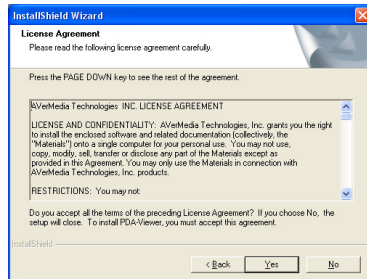 InstallShield Wizard
License Agreement
Please read the following license agreement carefully.
Press the PAGE DOWN key to see the rest of the agreement.
AVerMedia Technologies  INC. LICENSE AGREEMENT
LICENSE AND CONFIDENTIALITY:  AVerMedia Technologies, Inc. grants you the right
to install the enclosed software and related documentation (collectively, the
"Materials") onto a single computer for your personal use.  You may not use,
copy, modify, sell, transfer or disclose any part of the Materials except as
provided in this Agreement. You may only use the Materials in connection with
AVerMedia Technologies, Inc. products.
RESTRICTIONS:  You may not:
Do you accept all the terms of the preceding License Agreement?  If you choose No,  the
setup will close.  To install PDA-Viewer, you must accept this agreement.
InstallShield
< Back
Yes
No